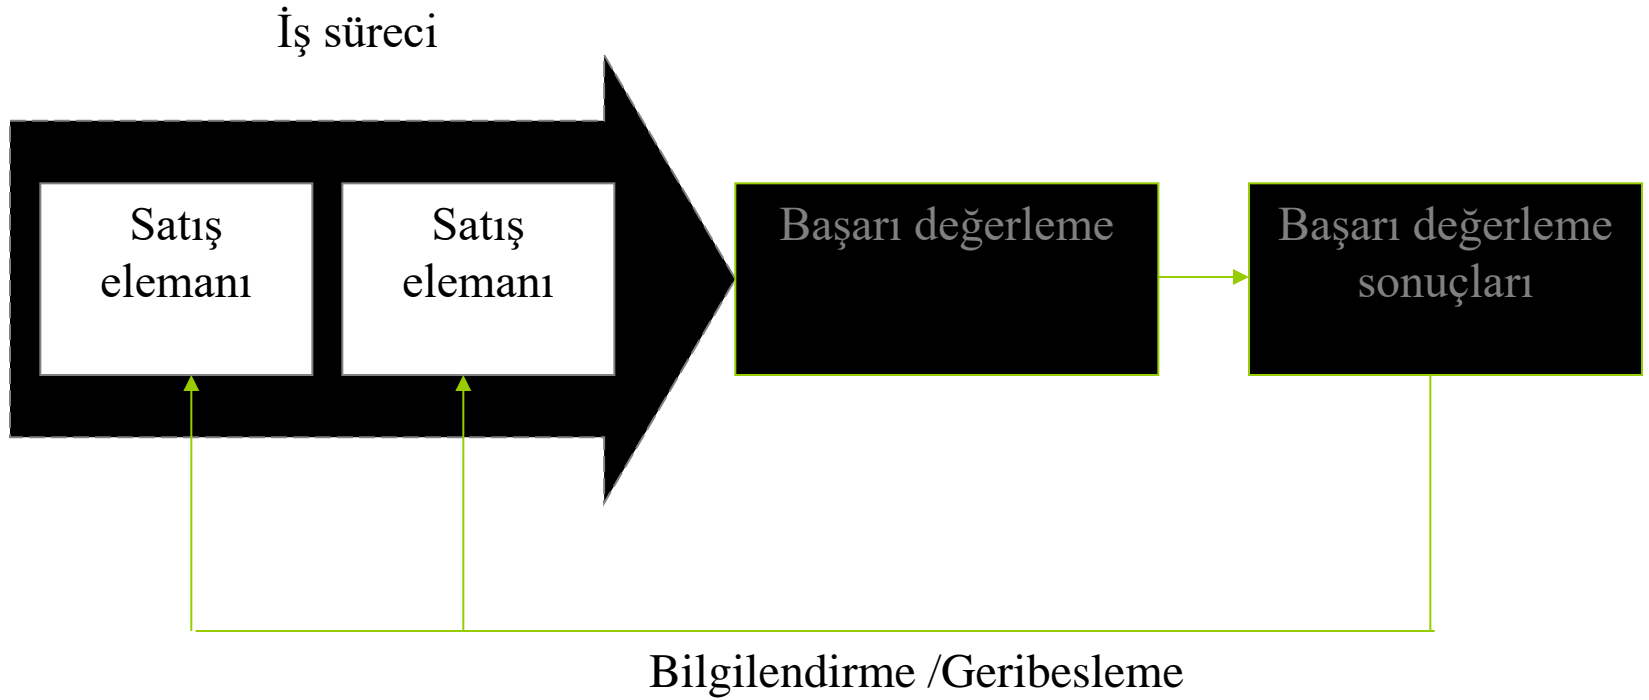 İş süreci
Satış
elemanı
Satış
elemanı
Başarı değerleme
Başarı değerleme
sonuçları
Bilgilendirme /Geribesleme